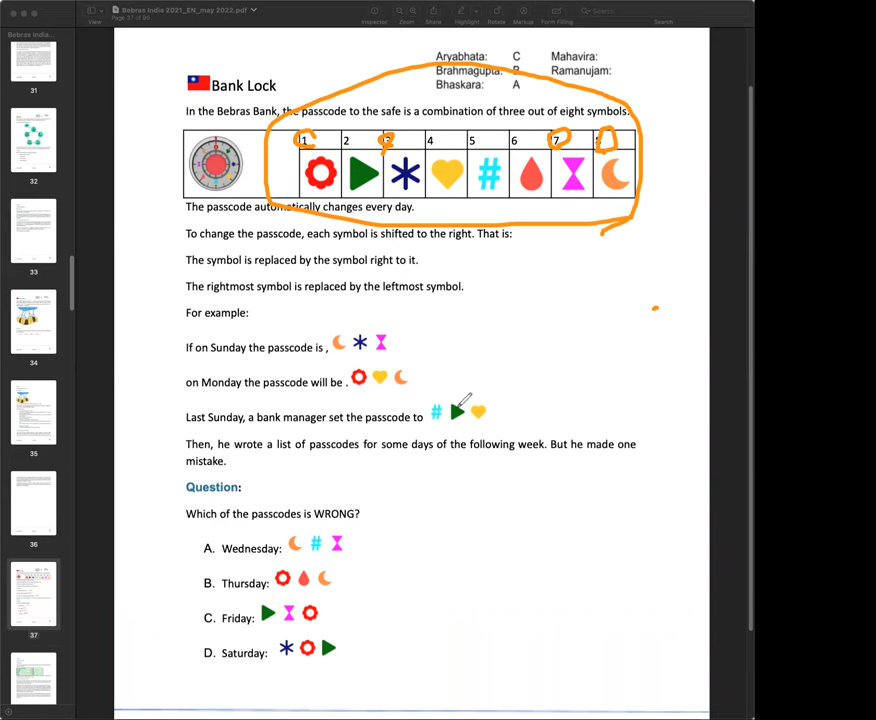 Bebras India 2021_EN_may 2022.pdf
Page 37 of 90
View
Inspector
Zoom
Share
Highlight
Rotate
Markup
Form Filling
Search
Search
Bebras India...
31
32
33
34
35
36
37
Aryabhata: C Mahavira:
Brahmagupta: B Ramanujam:
Bhaskara: A
Bank Lock
In the Bebras Bank, the passcode to the safe is a combination of three out of eight symbols.
1 2 3 4 5 6 7 8
The passcode automatically changes every day.
To change the passcode, each symbol is shifted to the right. That is:
The symbol is replaced by the symbol right to it.
The rightmost symbol is replaced by the leftmost symbol.
For example:
If on Sunday the passcode is ,
on Monday the passcode will be .
Last Sunday, a bank manager set the passcode to
Then, he wrote a list of passcodes for some days of the following week. But he made one
mistake.
Question:
Which of the passcodes is WRONG?
A. Wednesday:
B. Thursday:
C. Friday:
D. Saturday: